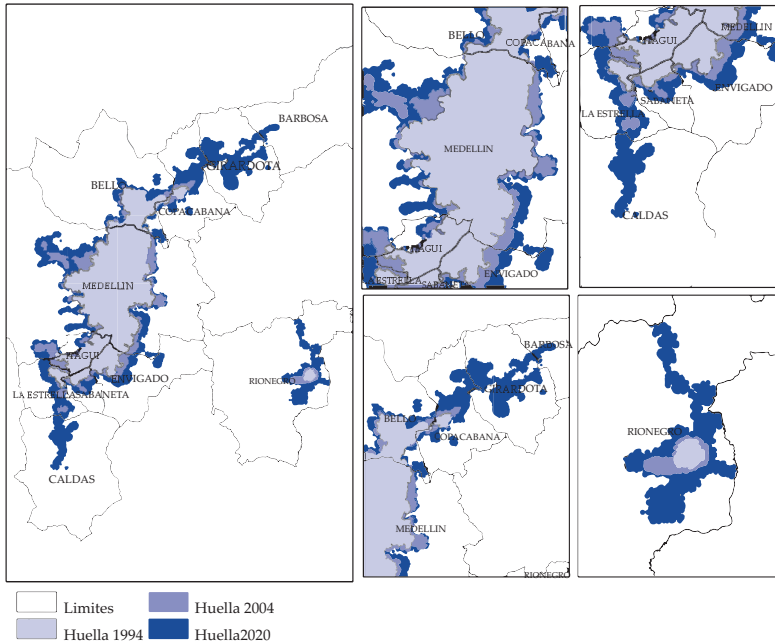 BARBOSA
GIRARDOTA
BELLO
COPACABANA
MEDELLIN
ITAGUI
ENVIGADO
RIONEGRO
LA ESTRELLA
SABANETA
CALDAS
BELLO
COPACABANA
MEDELLIN
ITAGUI
ENVIGADO
LA ESTRELLA
SABANETA
MEDELLIN
ITAGUI
ENVIGADO
SABANETA
LA ESTRELLA
CALDAS
BARBOSA
GIRARDOTA
BELLO
COPACABANA
MEDELLIN
RIONEGRO
RIONEGRO
Limites
Huella 2004
Huella 1994
Huella2020